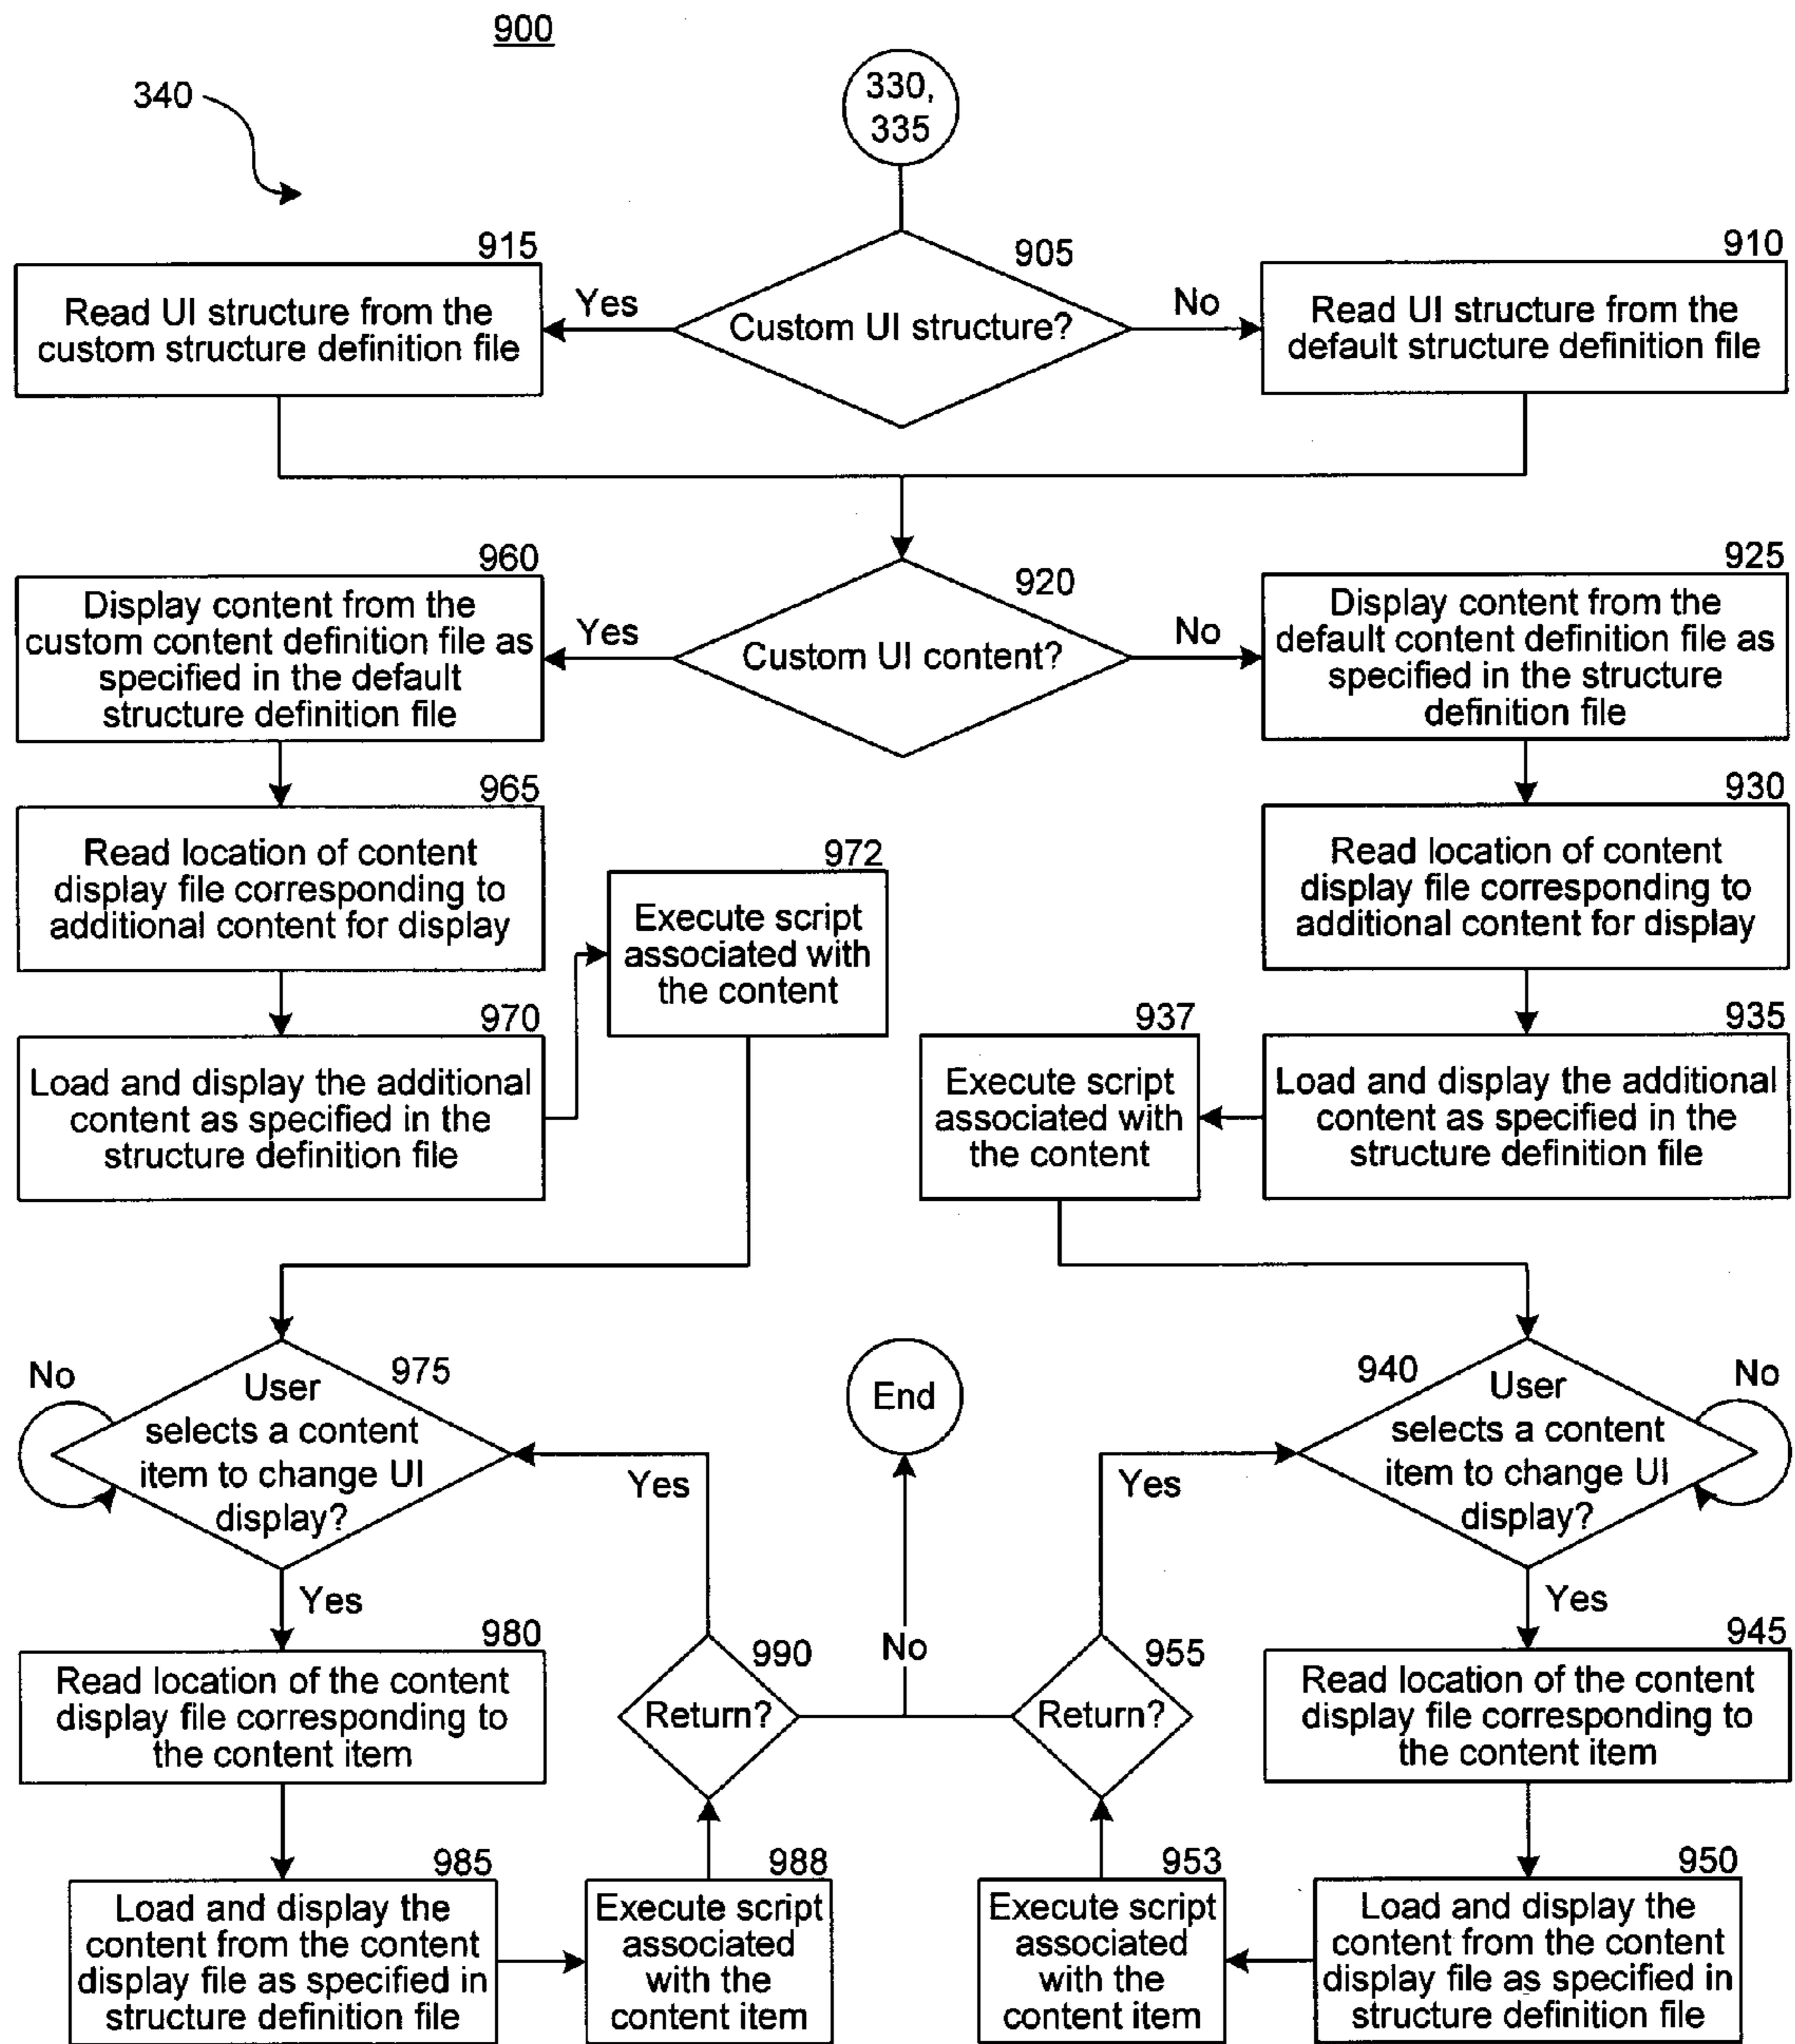 900
340
330,
335
905
Custom UI structure?
Yes
No
915
Read UI structure from the
custom structure definition file
910
Read UI structure from the
default structure definition file
920
Custom UI content?
Yes
No
960
Display content from the
custom content definition file as
specified in the default
structure definition file
925
Display content from the
default content definition file as
specified in the structure
definition file
965
Read location of content
display file corresponding to
additional content for display
930
Read location of content
display file corresponding to
additional content for display
970
Load and display the additional
content as specified in the
structure definition file
972
Execute script
associated with
the content
937
Execute script
associated with
the content
935
Load and display the additional
content as specified in the
structure definition file
No
975
User
selects a content
item to change UI
display?
Yes
End
940
User
selects a content
item to change UI
display?
No
Yes
Yes
Yes
980
Read location of the content
display file corresponding to
the content item
990
Return?
No
955
Return?
945
Read location of the content
display file corresponding to
the content item
985
Load and display the
content from the content
display file as specified in
structure definition file
988
Execute script
associated
with the
content item
953
Execute script
associated
with the
content item
950
Load and display the
content from the content
display file as specified in
structure definition file